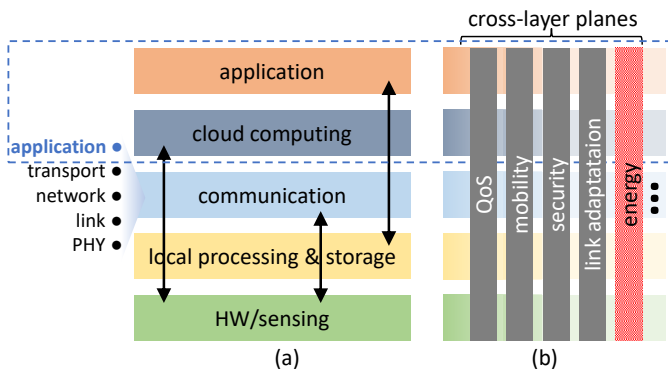 cross-layer planes
application
cloud computing
application
transport
network
link
PHY
communication
local processing & storage
HW/sensing
QoS
mobility
security
link adaptataion
energy
(a)
(b)